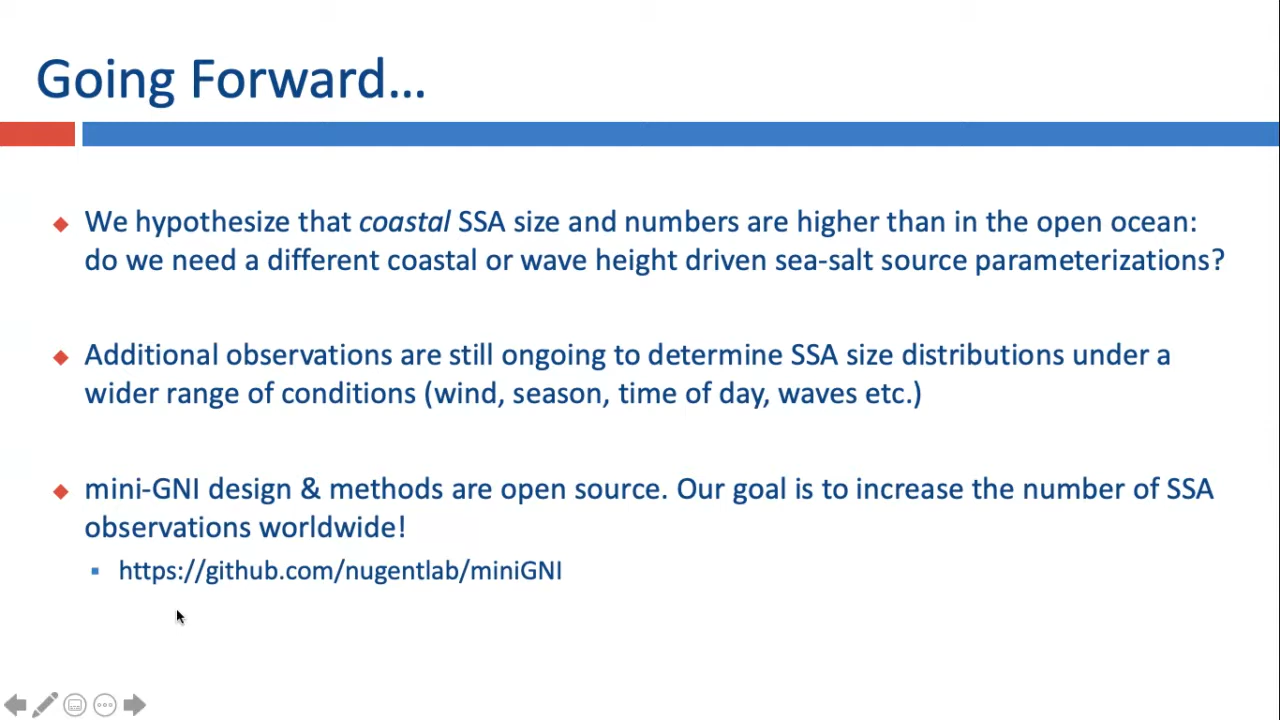 Going Forward...
We hypothesize that coastal SSA size and numbers are higher than in the open ocean:
do we need a different coastal or wave height driven sea-salt source parameterizations?
Additional observations are still ongoing to determine SSA size distributions under a
wider range of conditions (wind, season, time of day, waves etc.)
mini-GNI design & methods are open source. Our goal is to increase the number of SSA
observations worldwide!
https://github.com/nugentlab/miniGNI